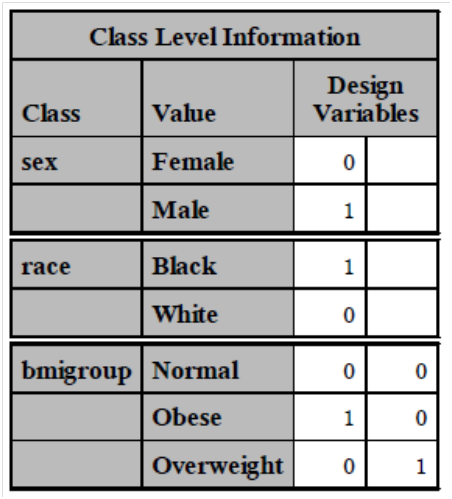 Class Level Information
Class Value Design Variables
sex Female 0
Male 1
race Black 1
White 0
bmigroup Normal 0 0
Obese 1 0
Overweight 0 1